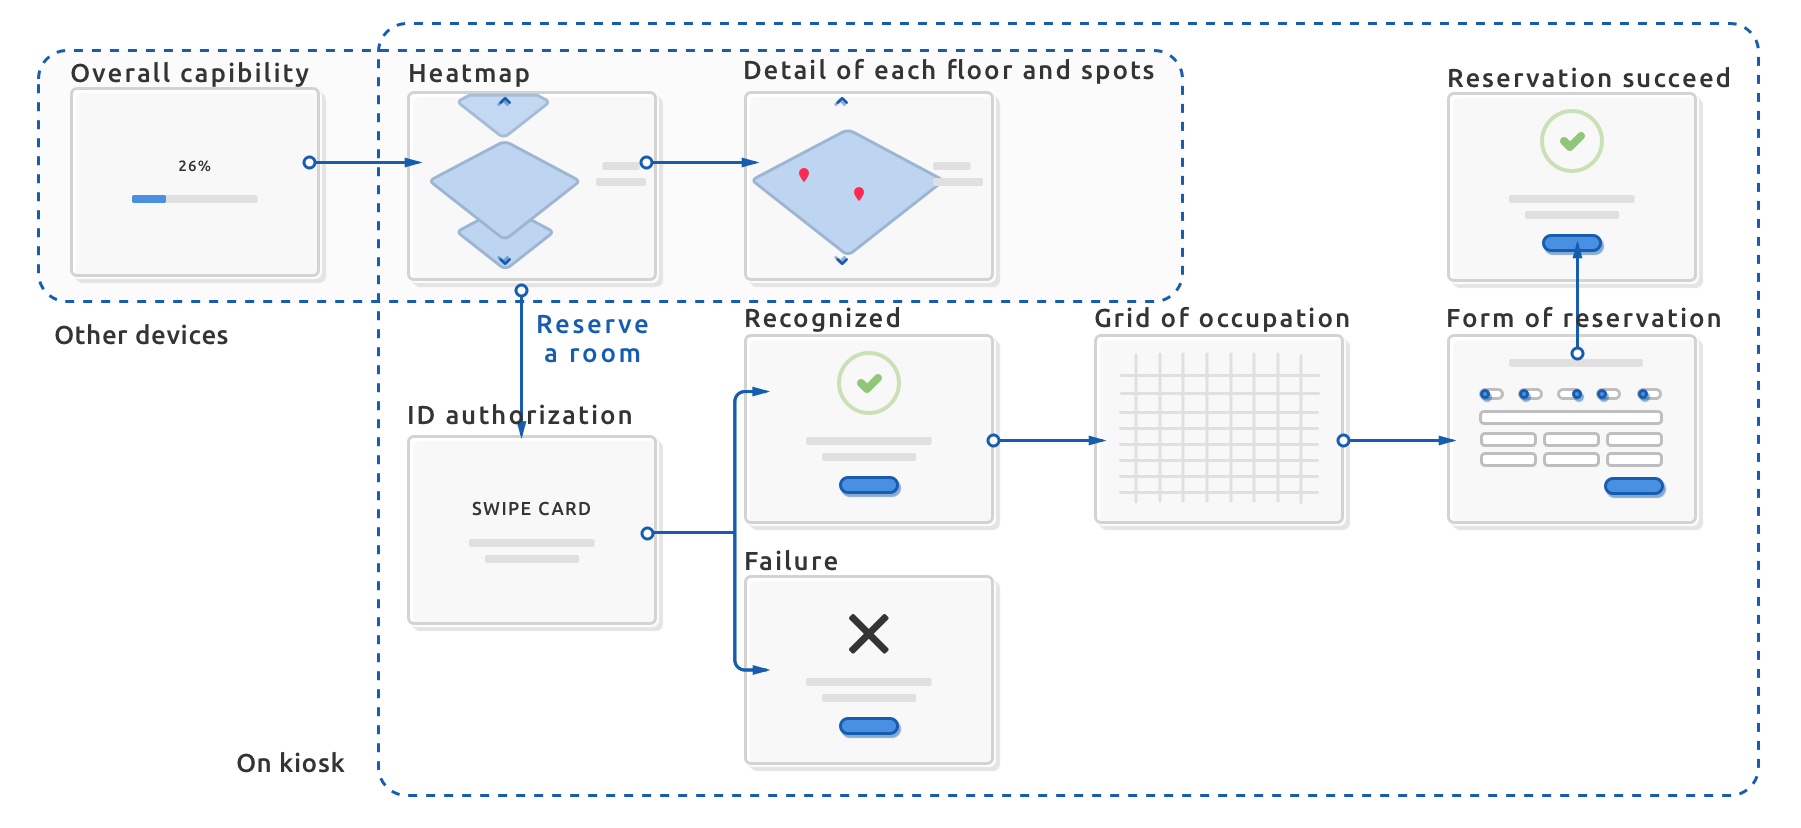 Overall capibility
Heatmap
Detail of each floor and spots
Reservation succeed
26%
Other devices
Reserve
a room
Recognized
Grid of occupation
Form of reservation
ID authorization
SWIPE CARD
Failure
On kiosk